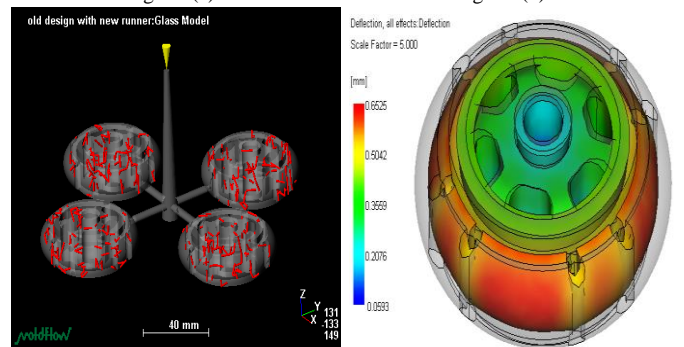 old design with new runner:Glass Model
Z
Y
X
131
-133
149
40 mm
moldflow
Deflection, all effects:Deflection
Scale Factor = 5.000
[mm]
0.6525
0.5042
0.3559
0.2076
0.0593